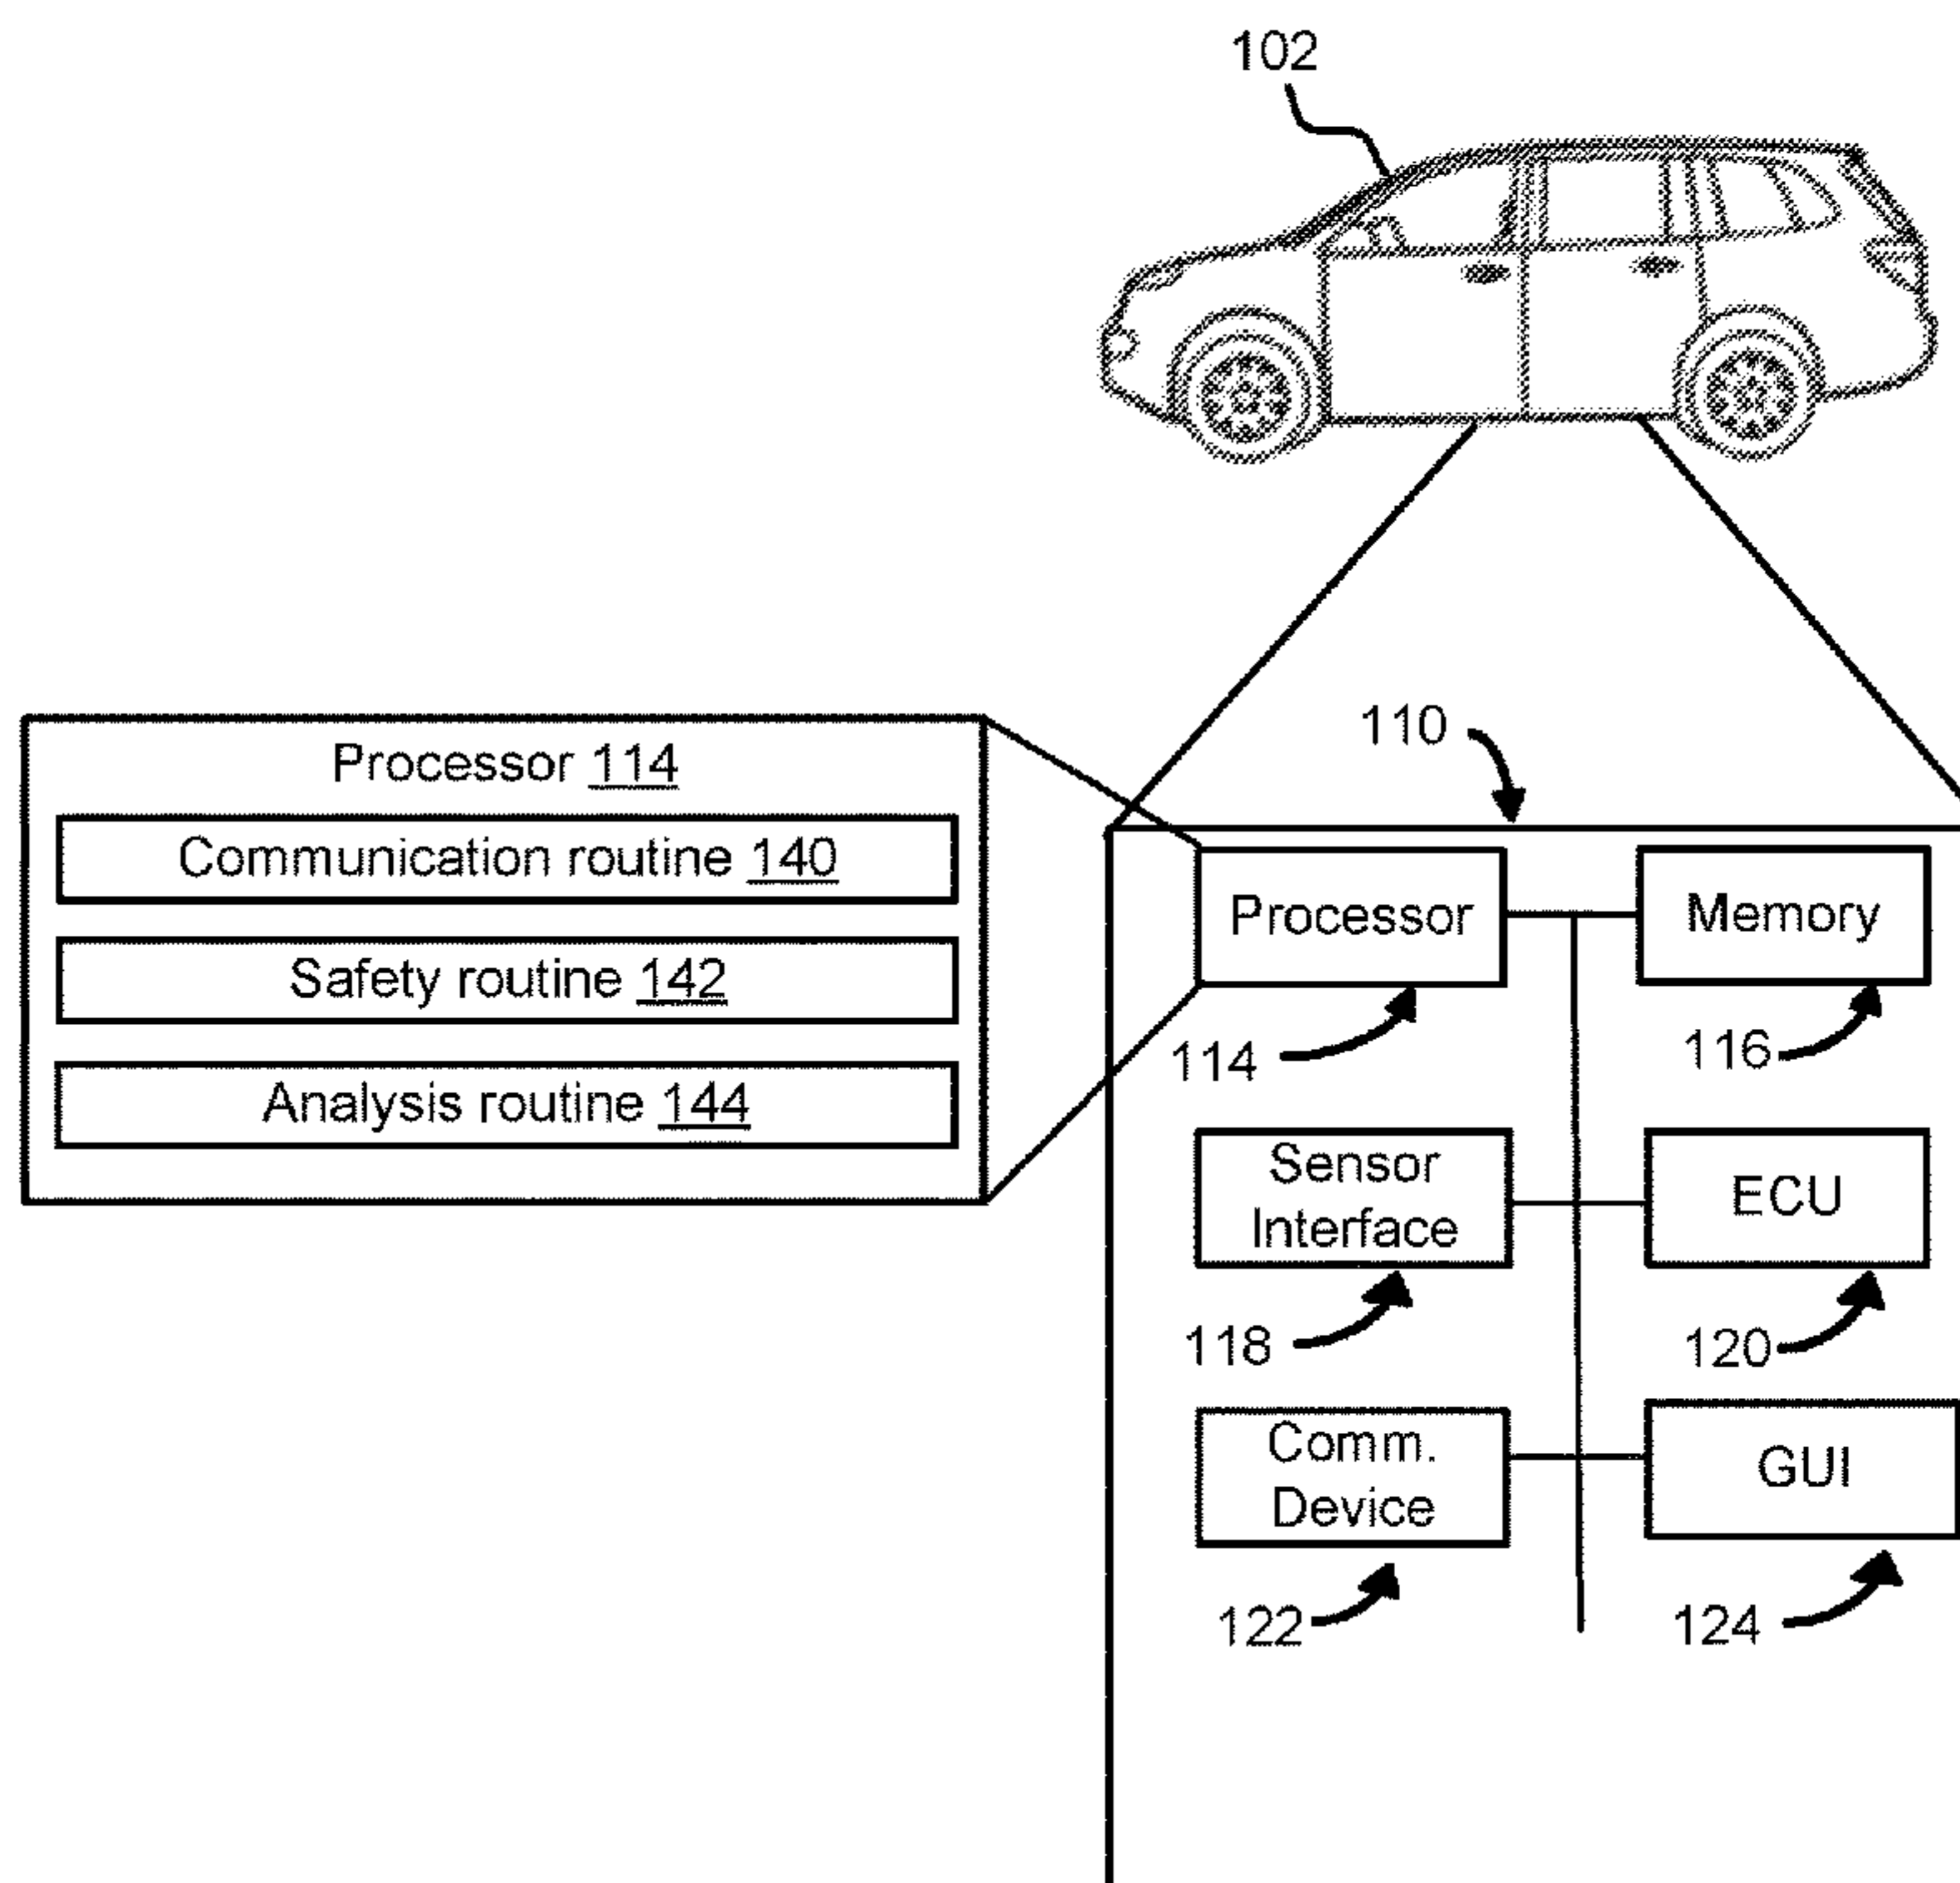 102
110
Processor 114
Communication routine 140
Safety routine 142
Analysis routine 144
Processor
Memory
114
116
Sensor
Interface
ECU
118
120
Comm.
Device
GUI
122
124